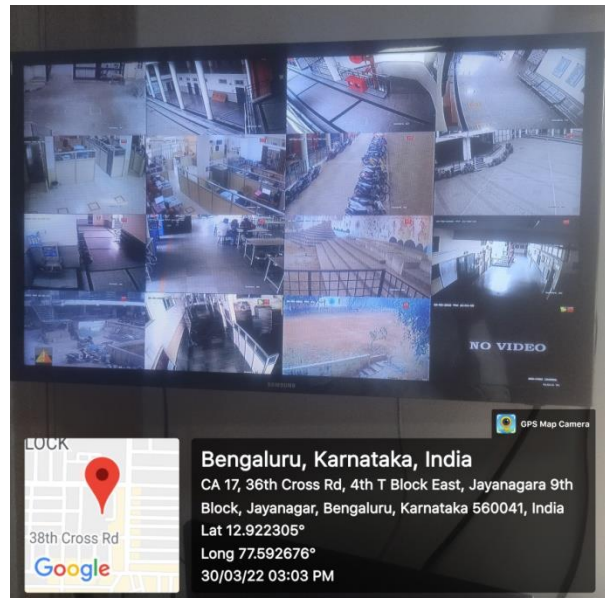 NO VIDEO
SAMSUNG
GPS Map Camera
LOCK
38th Cross Rd
Google
Bengaluru, Karnataka, India
CA 17, 36th Cross Rd, 4th T Block East, Jayanagara 9th
Block, Jayanagar, Bengaluru, Karnataka 560041, India
Lat 12.922305°
Long 77.592676°
30/03/22 03:03 PM